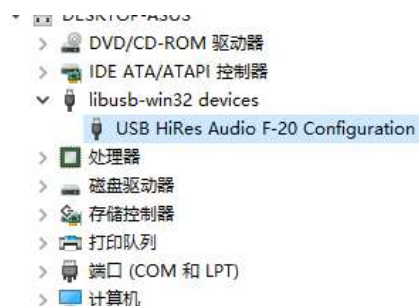 DESKTOP-ASUS
DVD/CD-ROM 驱动器
IDE ATA/ATAPI 控制器
libusb-win32 devices
USB HiRes Audio F-20 Configuration
处理器
磁盘驱动器
存储控制器
打印队列
端口 (COM 和 LPT)
计算机